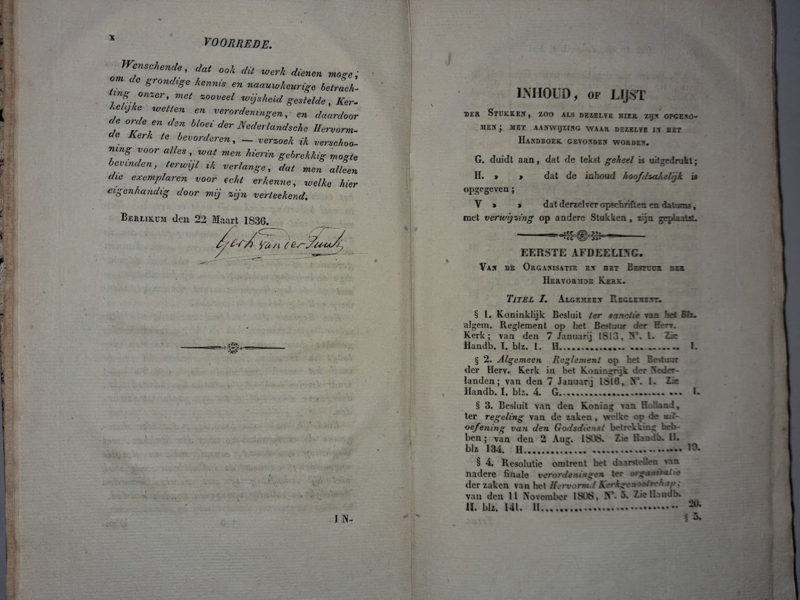 x
VOORREDE.
Wenschende, dat ook dit werk dienen moge,
om de grondige kennis en naauwkeurige betrach-
ting onzer, met zooveel wijsheid gestelde, Ker-
kelijke wetten en verordeningen, en daardoor
de orde en den bloei der Nederlandsche Hervorm-
de Kerk te bevorderen, — verzoek ik verschoo-
ning voor alles, wat men hierin gebrekkig mogte
bevinden, terwijl ik verlange, dat men alleen
die exemplaren voor echt erkenne, welke hier
eigenhandig door mij zijn verteekend.
BERLIKUM den 22 Maart 1836.
Gerh van der Tuuk
IN-
INHOUD, OF LIJST
DER STUKKEN, ZOO ALS DEZELVE HIER ZIJN OPGENO-
MEN; MET AANWIJZING WAAR DEZELVE IN HET
HANDBOEK GEVONDEN WORDEN.
G. duidt aan, dat de tekst geheel is uitgedrukt;
H. » » dat de inhoud hoofdzakelijk is
opgegeven;
V » » dat derzelver opschriften en datums,
met verwijzing op andere Stukken, zijn geplaatst.
EERSTE AFDEELING.
VAN DE ORGANISATIE EN HET BESTUUR DER
HERVORMDE KERK.
TITEL I. ALGEMEEN REGLEMENT.
§ 1. Koninklijk Besluit ter sanctie van het
algem. Reglement op het Bestuur der Herv.
Kerk; van den 7 Januarij 1816, N°. 1. Zie
Handb. I. blz. 1. H. .................... 1.
§ 2. Algemeen Reglement op het Bestuur
der Herv. Kerk in het Koningrijk der Neder-
landen; van den 7 Januarij 1816, N°. 1. Zie
Handb. I. blz. 4. G. .................... 1.
§ 3. Besluit van den Koning van Holland,
ter regeling van de zaken, welke op de uit-
oefening van den Godsdienst betrekking heb-
ben; van den 2 Aug. 1808. Zie Handb. II.
blz 134. H. .................... 19.
§ 4. Resolutie omtrent het daarstellen van
nadere finale verordeningen ter organisatie
der zaken van het Hervormd Kerkgenootschap;
van den 11 November 1808, N°. 5. Zie Handb.
II. blz. 141. H. .................... 20.
§ 5.